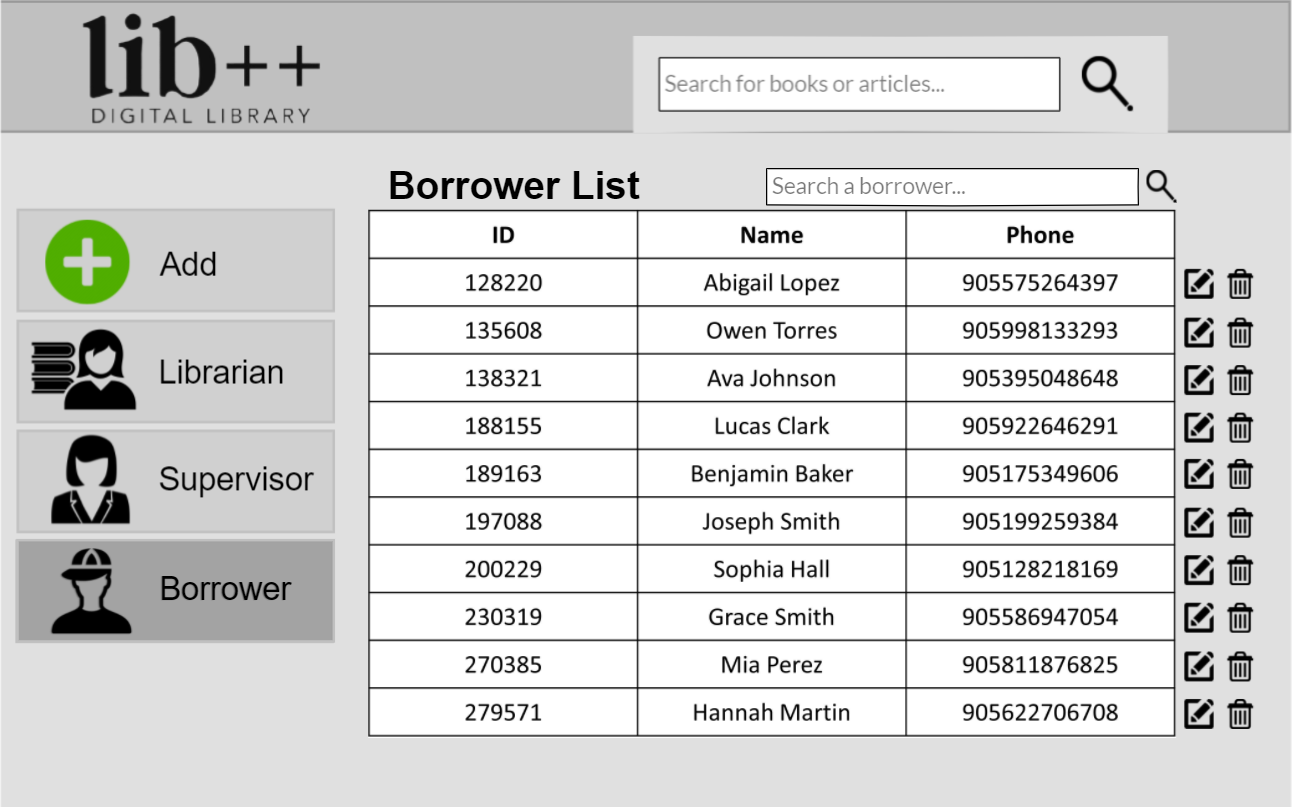 lib++
DIGITAL LIBRARY
Search for books or articles...
Borrower List
Search a borrower...
Add
Librarian
Supervisor
Borrower
ID Name Phone
128220 Abigail Lopez 905575264397
135608 Owen Torres 905998133293
138321 Ava Johnson 905395048648
188155 Lucas Clark 905922646291
189163 Benjamin Baker 905175349606
197088 Joseph Smith 905199259384
200229 Sophia Hall 905128218169
230319 Grace Smith 905586947054
270385 Mia Perez 905811876825
279571 Hannah Martin 905622706708